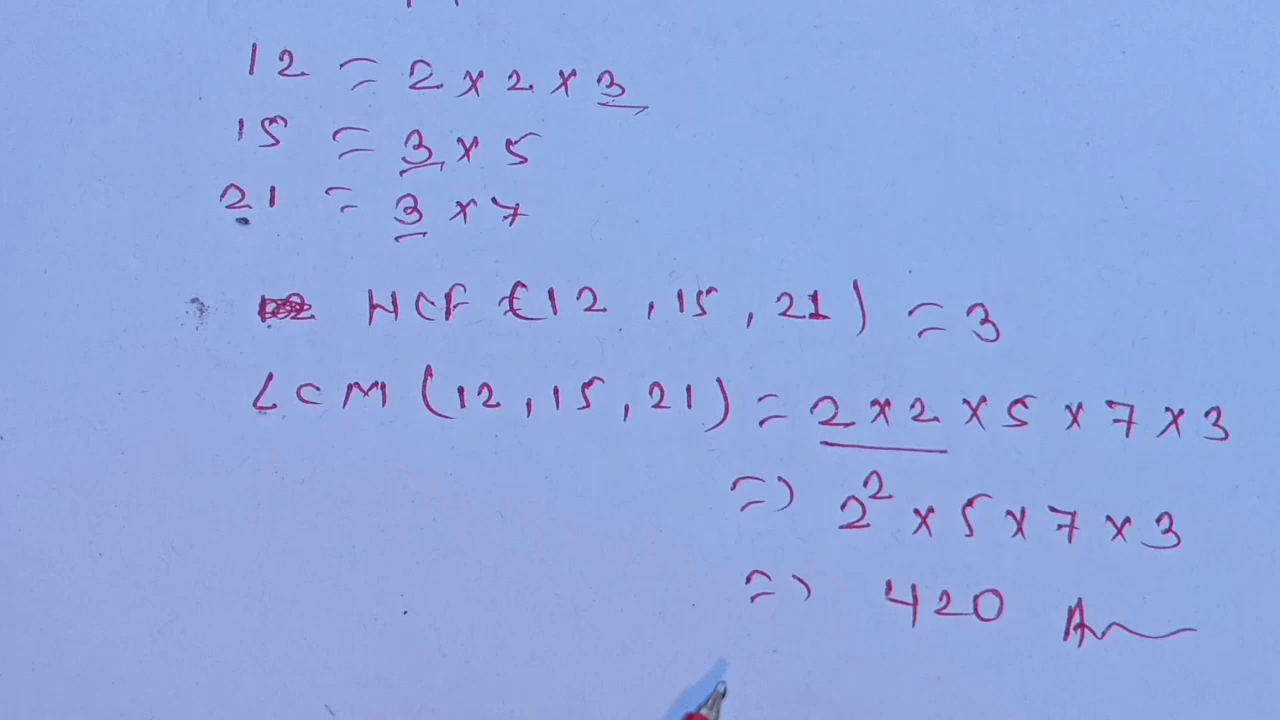 12 = 2 × 2 × 3
15 = 3 × 5
21 = 3 × 7
HCF (12, 15, 21) = 3
LCM (12, 15, 21) = 2 × 2 × 5 × 7 × 3
⇒ 2² × 5 × 7 × 3
⇒ 420 An